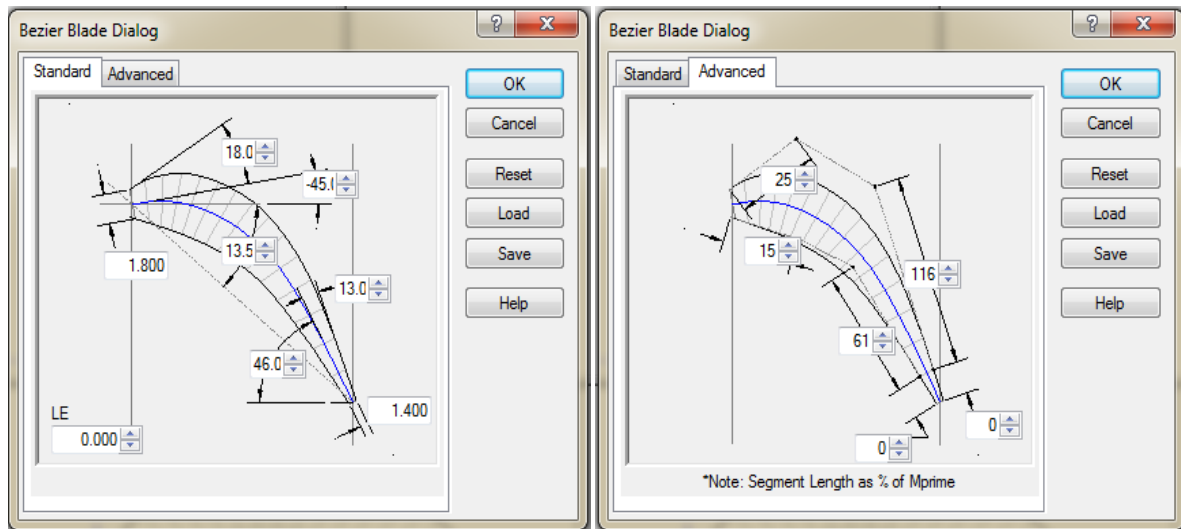 Bezier Blade Dialog
Standard
Advanced
18.0
-45.(
13.5
1.800
13.0
46.0
1.400
LE
0.000
OK
Cancel
Reset
Load
Save
Help
Bezier Blade Dialog
Standard
Advanced
25
15
116
61
0
0
*Note: Segment Length as % of Mprime
OK
Cancel
Reset
Load
Save
Help